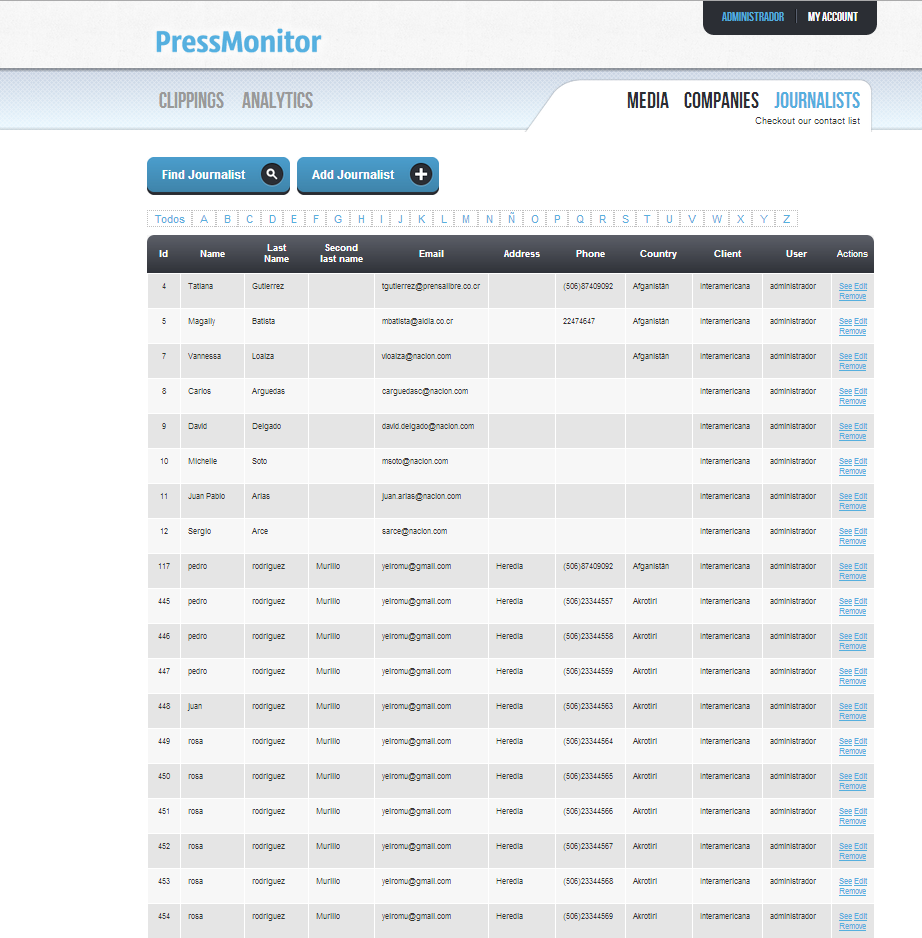 ADMINISTRADOR MY ACCOUNT
PressMonitor
CLIPPINGS ANALYTICS MEDIA COMPANIES JOURNALISTS
Checkout our contact list
Find Journalist Add Journalist
Todos A B C D E F G H I J K L M N Ñ O P Q R S T U V W X Y Z
Id Name Last Name Second last name Email Address Phone Country Client User Actions
4 Tatiana Gutierrez tgutierrez@prensalibre.co.cr (506)87409092 Afganistán interamericana administrador See Edit Remove
5 Magally Batista mbatista@aldia.co.cr 22474647 Afganistán interamericana administrador See Edit Remove
7 Vannessa Loaiza vloaiza@nacion.com Afganistán interamericana administrador See Edit Remove
8 Carlos Arguedas carguedasc@nacion.com interamericana administrador See Edit Remove
9 David Delgado david.delgado@nacion.com interamericana administrador See Edit Remove
10 Michelle Soto msoto@nacion.com interamericana administrador See Edit Remove
11 Juan Pablo Arias juan.arias@nacion.com interamericana administrador See Edit Remove
12 Sergio Arce sarce@nacion.com interamericana administrador See Edit Remove
117 pedro rodriguez Murillo yeiromu@gmail.com Heredia (506)87409092 Afganistán interamericana administrador See Edit Remove
445 pedro rodriguez Murillo yeiromu@gmail.com Heredia (506)23344557 Akrotiri interamericana administrador See Edit Remove
446 pedro rodriguez Murillo yeiromu@gmail.com Heredia (506)23344558 Akrotiri interamericana administrador See Edit Remove
447 pedro rodriguez Murillo yeiromu@gmail.com Heredia (506)23344559 Akrotiri interamericana administrador See Edit Remove
448 juan rodriguez Murillo yeiromu@gmail.com Heredia (506)23344563 Akrotiri interamericana administrador See Edit Remove
449 rosa rodriguez Murillo yeiromu@gmail.com Heredia (506)23344564 Akrotiri interamericana administrador See Edit Remove
450 rosa rodriguez Murillo yeiromu@gmail.com Heredia (506)23344565 Akrotiri interamericana administrador See Edit Remove
451 rosa rodriguez Murillo yeiromu@gmail.com Heredia (506)23344566 Akrotiri interamericana administrador See Edit Remove
452 rosa rodriguez Murillo yeiromu@gmail.com Heredia (506)23344567 Akrotiri interamericana administrador See Edit Remove
453 rosa rodriguez Murillo yeiromu@gmail.com Heredia (506)23344568 Akrotiri interamericana administrador See Edit Remove
454 rosa rodriguez Murillo yeiromu@gmail.com Heredia (506)23344569 Akrotiri interamericana administrador See Edit Remove